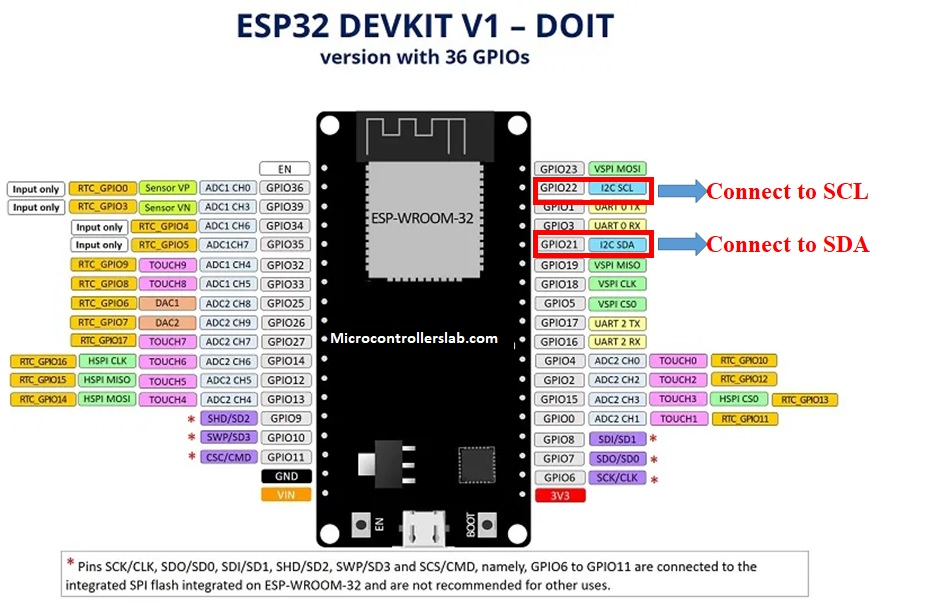 ESP32 DEVKIT V1 – DOIT
version with 36 GPIOs
EN GPIO23 VSPI MOSI
Input only RTC_GPIO0 Sensor VP ADC1 CH0 GPIO36 GPIO22 I2C SCL Connect to SCL
Input only RTC_GPIO3 Sensor VN ADC1 CH3 GPIO39 GPIO1 UART 0 TX
Input only RTC_GPIO4 ADC1 CH6 GPIO34 GPIO3 UART 0 RX
Input only RTC_GPIO5 ADC1CH7 GPIO35 GPIO21 I2C SDA Connect to SDA
ESP-WROOM-32
RTC_GPIO9 TOUCH9 ADC1 CH4 GPIO32 GPIO19 VSPI MISO
RTC_GPIO8 TOUCH8 ADC1 CH5 GPIO33 GPIO18 VSPI CLK
RTC_GPIO6 DAC1 ADC2 CH8 GPIO25 GPIO5 VSPI CS0
RTC_GPIO7 DAC2 ADC2 CH9 GPIO26 GPIO17 UART 2 TX
RTC_GPIO17 TOUCH7 ADC2 CH7 GPIO27 GPIO16 UART 2 RX
Microcontrollerslab.com
RTC_GPIO16 HSPI CLK TOUCH6 ADC2 CH6 GPIO14 GPIO4 ADC2 CH0 TOUCH0 RTC_GPIO10
RTC_GPIO15 HSPI MISO TOUCH5 ADC2 CH5 GPIO12 GPIO2 ADC2 CH2 TOUCH2 RTC_GPIO12
RTC_GPIO14 HSPI MOSI TOUCH4 ADC2 CH4 GPIO13 GPIO15 ADC2 CH3 TOUCH3 HSPI CS0 RTC_GPIO13
* SHD/SD2 GPIO9 GPIO0 ADC2 CH1 TOUCH1 RTC_GPIO11
* SWP/SD3 GPIO10 GPIO8 SDI/SD1 *
* CSC/CMD GPIO11 GPIO7 SDO/SD0 *
GND GPIO6 SCK/CLK *
VIN 3V3
EN BOOT
* Pins SCK/CLK, SDO/SD0, SDI/SD1, SHD/SD2, SWP/SD3 and SCS/CMD, namely, GPIO6 to GPIO11 are connected to the
integrated SPI flash integrated on ESP-WROOM-32 and are not recommended for other uses.